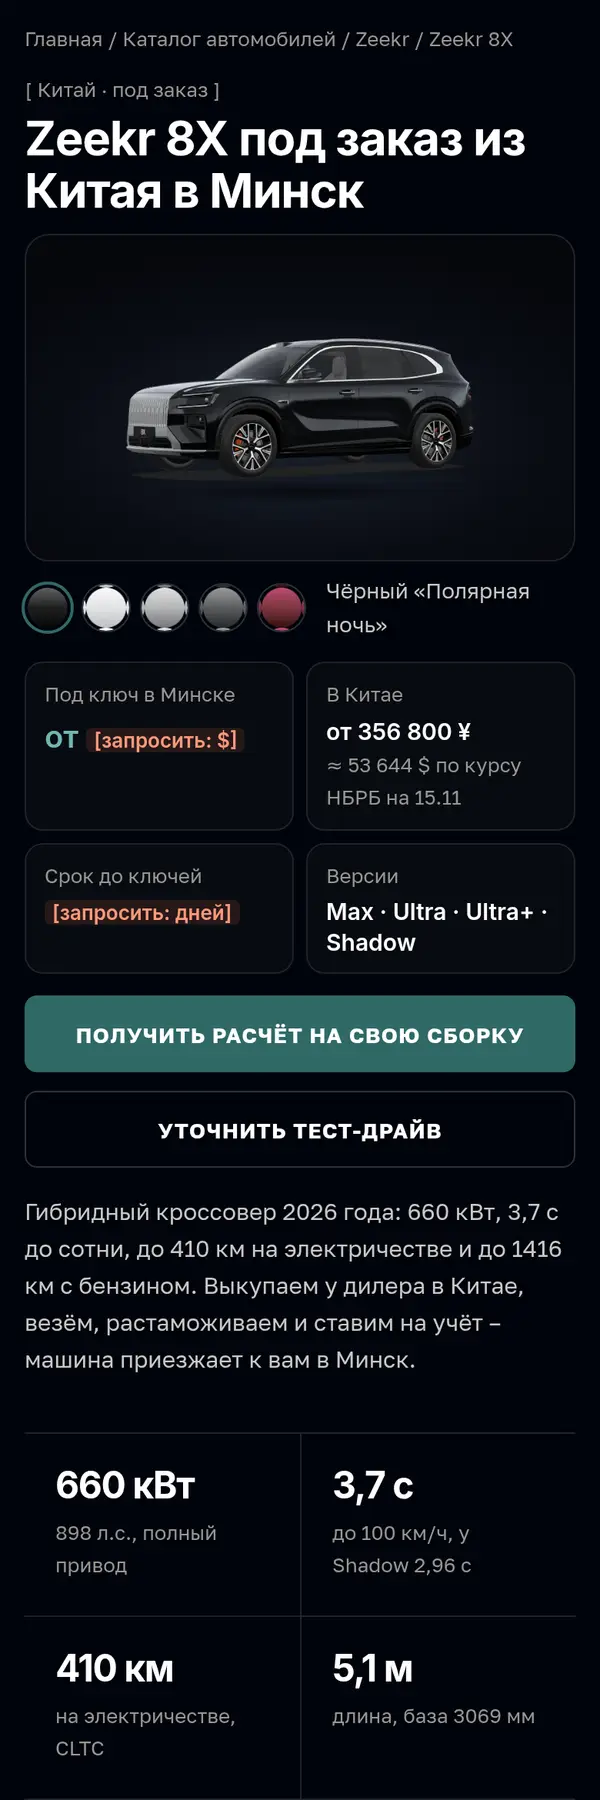 Главная / Каталог автомобилей / Zeekr / Zeekr 8X
[ Китай · под заказ ]
Zeekr 8X под заказ из
Китая в Минск
Чёрный «Полярная
ночь»
Под ключ в Минске
от [запросить: $]
В Китае
от 356 800 ¥
≈ 53 644 $ по курсу
НБРБ на 15.11
Срок до ключей
[запросить: дней]
Версии
Max · Ultra · Ultra+ ·
Shadow
ПОЛУЧИТЬ РАСЧЁТ НА СВОЮ СБОРКУ
УТОЧНИТЬ ТЕСТ-ДРАЙВ
Гибридный кроссовер 2026 года: 660 кВт, 3,7 с
до сотни, до 410 км на электричестве и до 1416
км с бензином. Выкупаем у дилера в Китае,
везём, растаможиваем и ставим на учёт –
машина приезжает к вам в Минск.
660 кВт
898 л.с., полный
привод
3,7 с
до 100 км/ч, у
Shadow 2,96 с
410 км
на электричестве,
CLTC
5,1 м
длина, база 3069 мм